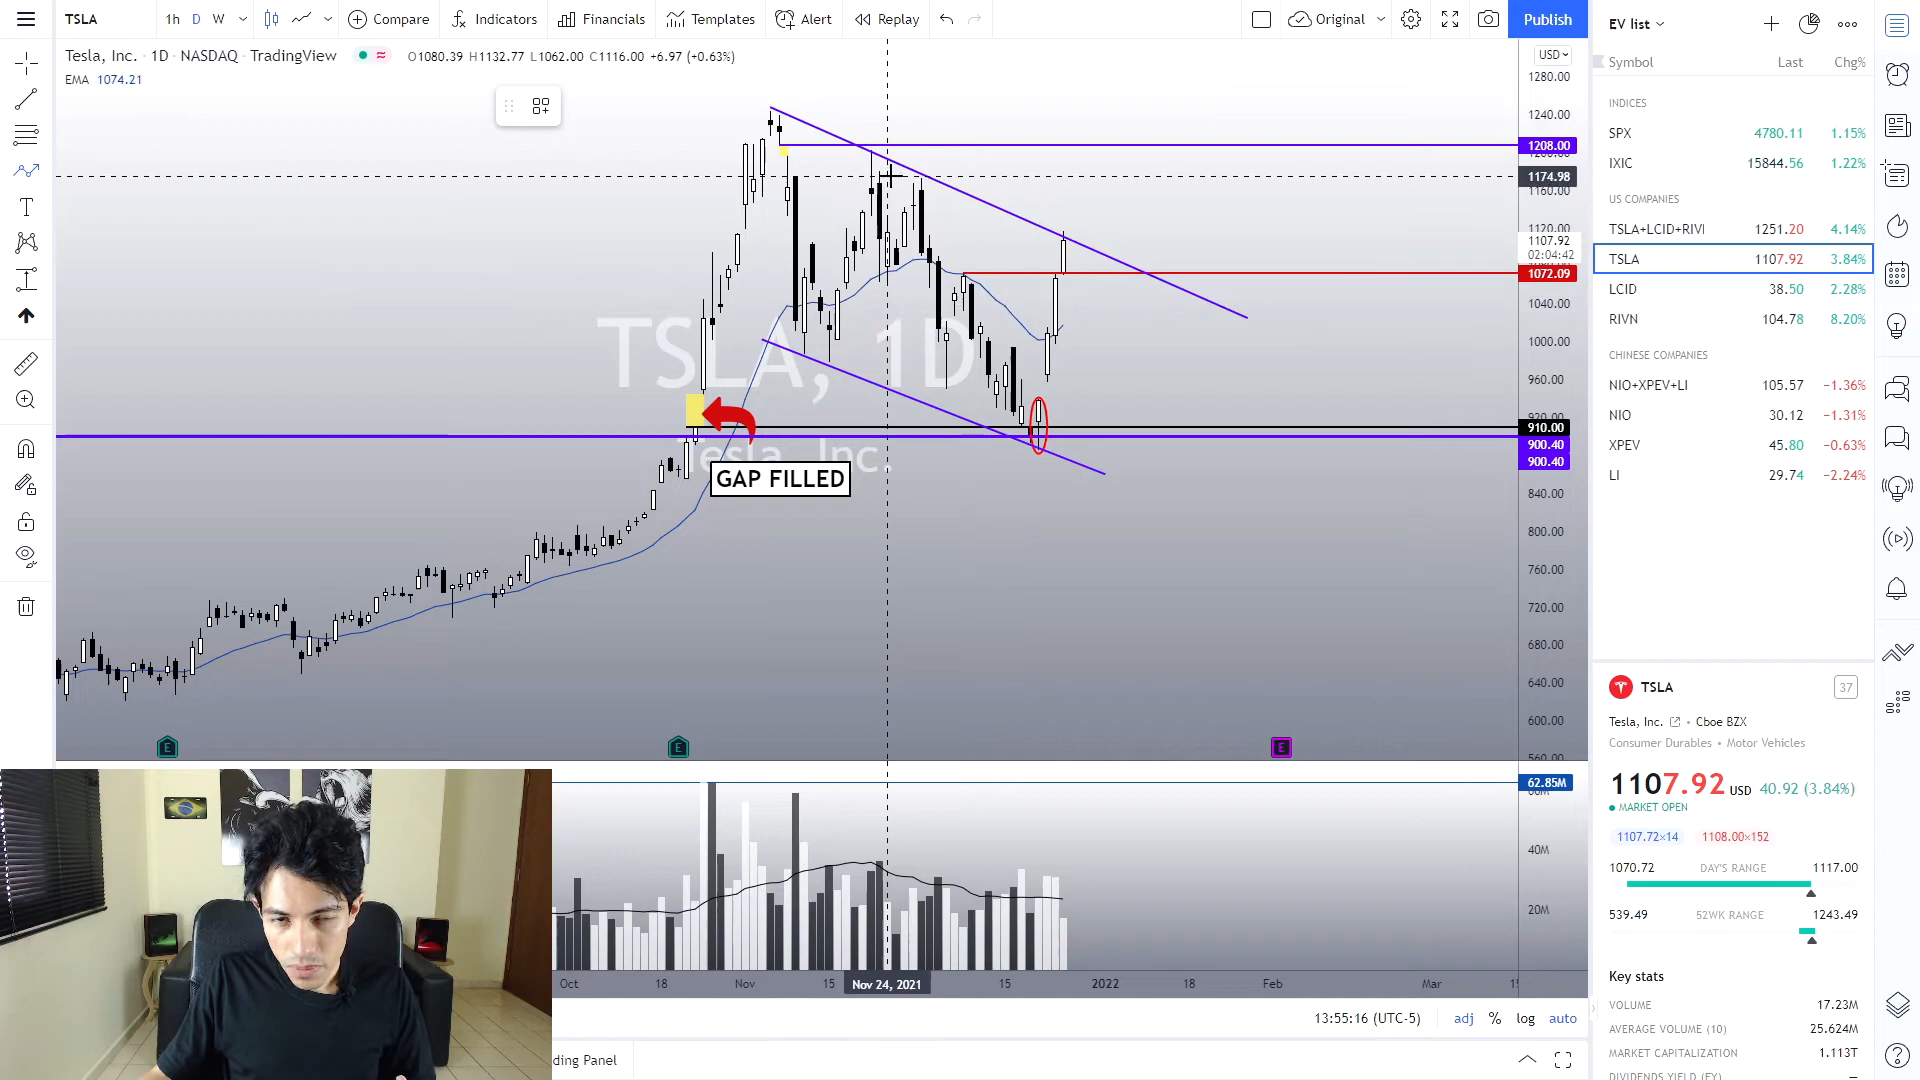 TSLA
1h D W
Compare
Indicators
Financials
Templates
Alert
Replay
Original
Publish
Tesla, Inc. · 1D · NASDAQ · TradingView
O1080.39 H1132.77 L1062.00 C1116.00 +6.97 (+0.63%)
EMA 1074.21
USD
1280.00
1240.00
1208.00
1174.98
1160.00
1120.00
1107.92
02:04:42
1072.09
1040.00
1000.00
960.00
920.00
910.00
900.40
900.40
840.00
800.00
760.00
720.00
680.00
640.00
600.00
560.00
TSLA, 1D
Tesla, Inc.
GAP FILLED
E
E
E
62.85M
40M
20M
Oct 18 Nov 15 Nov 24, 2021 15 2022 18 Feb Mar
13:55:16 (UTC-5) adj % log auto
ding Panel
EV list
Symbol Last Chg%
INDICES
SPX 4780.11 1.15%
IXIC 15844.56 1.22%
US COMPANIES
TSLA+LCID+RIVI 1251.20 4.14%
TSLA 1107.92 3.84%
LCID 38.50 2.28%
RIVN 104.78 8.20%
CHINESE COMPANIES
NIO+XPEV+LI 105.57 −1.36%
NIO 30.12 −1.31%
XPEV 45.80 −0.63%
LI 29.74 −2.24%
TSLA 37
Tesla, Inc. • Cboe BZX
Consumer Durables • Motor Vehicles
1107.92 USD 40.92 (3.84%)
MARKET OPEN
1107.72×14 1108.00×152
1070.72 DAY'S RANGE 1117.00
539.49 52WK RANGE 1243.49
Key stats
VOLUME 17.23M
AVERAGE VOLUME (10) 25.624M
MARKET CAPITALIZATION 1.113T
DIVIDENDS YIELD (FY) —